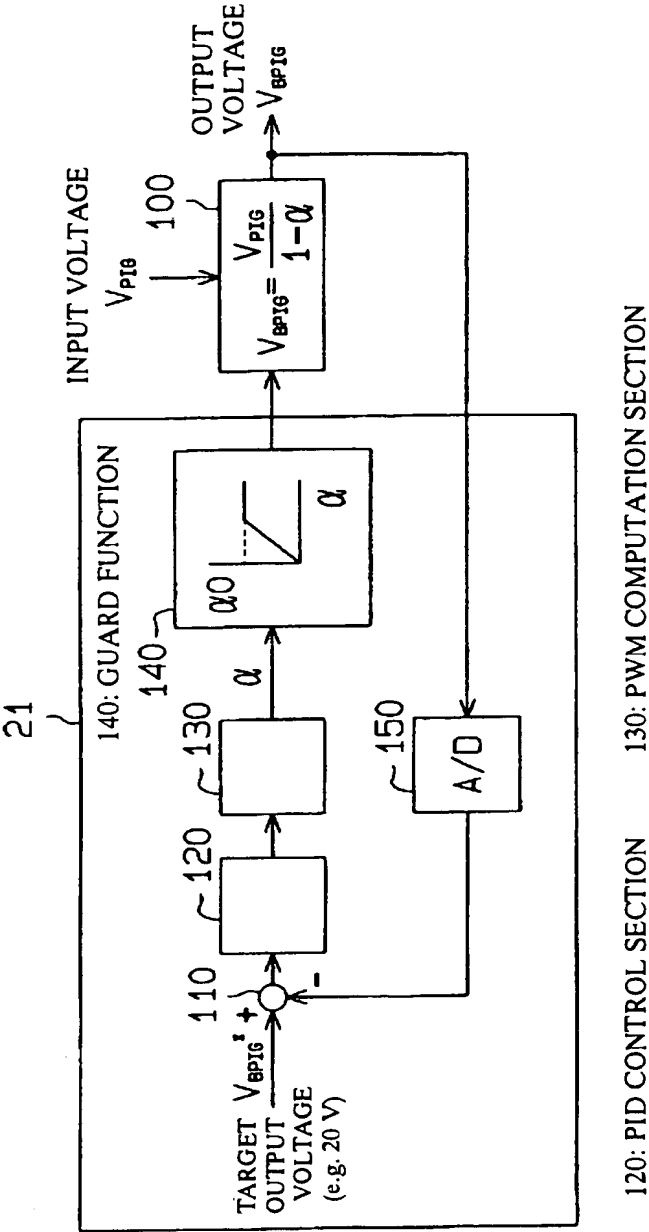 21
140: GUARD FUNCTION
INPUT VOLTAGE
V_PIG
OUTPUT
VOLTAGE
V_BPIG
100
V_BPIG = V_PIG / 1-α
140
α0
α
α
130
120
110
TARGET
OUTPUT
VOLTAGE
(e.g. 20 V)
V_BPIG*
+
-
150
A/D
120: PID CONTROL SECTION
130: PWM COMPUTATION SECTION